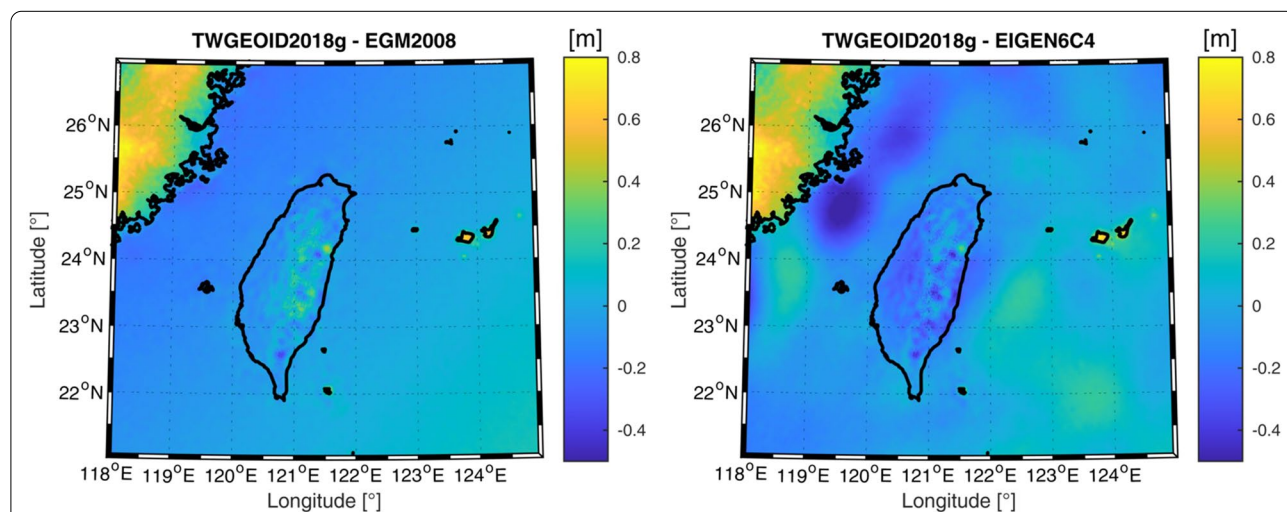 TWGEOID2018g - EGM2008
[m]
0.8
0.6
0.4
0.2
0
-0.2
-0.4
26°N
25°N
24°N
23°N
22°N
Latitude [°]
118°E 119°E 120°E 121°E 122°E 123°E 124°E
Longitude [°]
TWGEOID2018g - EIGEN6C4
[m]
0.8
0.6
0.4
0.2
0
-0.2
-0.4
26°N
25°N
24°N
23°N
22°N
Latitude [°]
118°E 119°E 120°E 121°E 122°E 123°E 124°E
Longitude [°]